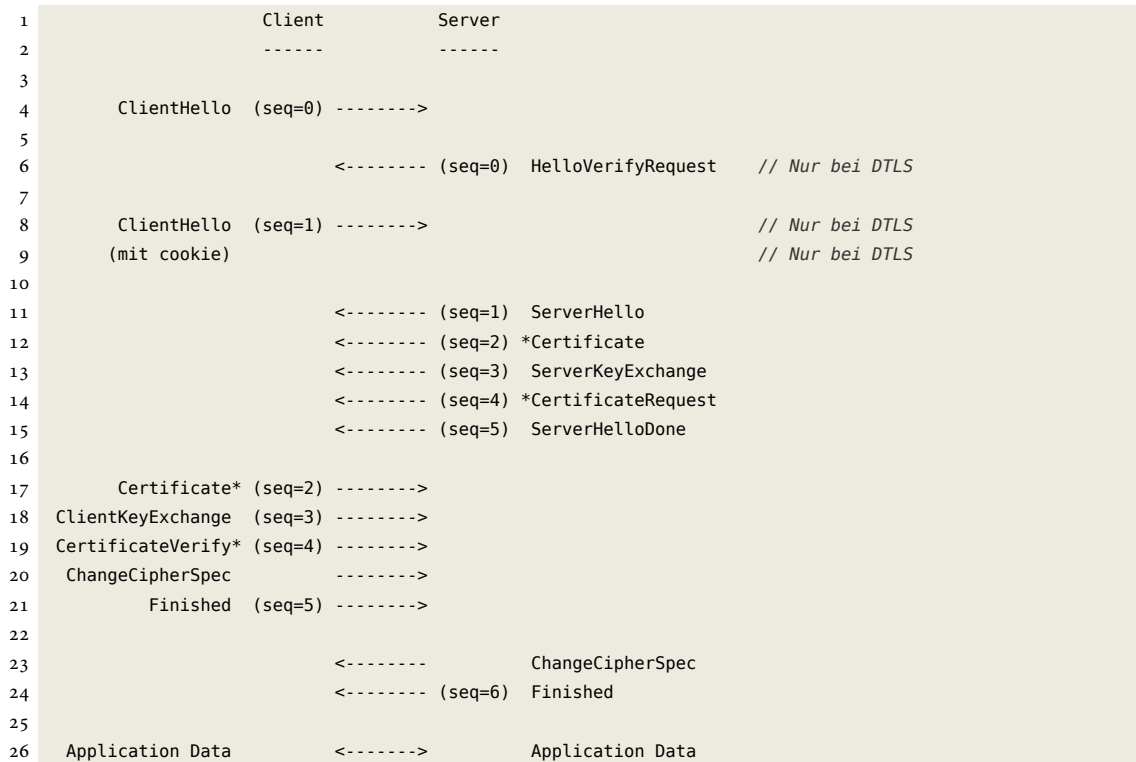 1 Client Server
2 ------ ------
3
4 ClientHello (seq=0) -------->
5
6 <-------- (seq=0) HelloVerifyRequest // Nur bei DTLS
7
8 ClientHello (seq=1) --------> // Nur bei DTLS
9 (mit cookie) // Nur bei DTLS
10
11 <-------- (seq=1) ServerHello
12 <-------- (seq=2) *Certificate
13 <-------- (seq=3) ServerKeyExchange
14 <-------- (seq=4) *CertificateRequest
15 <-------- (seq=5) ServerHelloDone
16
17 Certificate* (seq=2) -------->
18 ClientKeyExchange (seq=3) -------->
19 CertificateVerify* (seq=4) -------->
20 ChangeCipherSpec -------->
21 Finished (seq=5) -------->
22
23 <-------- ChangeCipherSpec
24 <-------- (seq=6) Finished
25
26 Application Data <-------> Application Data